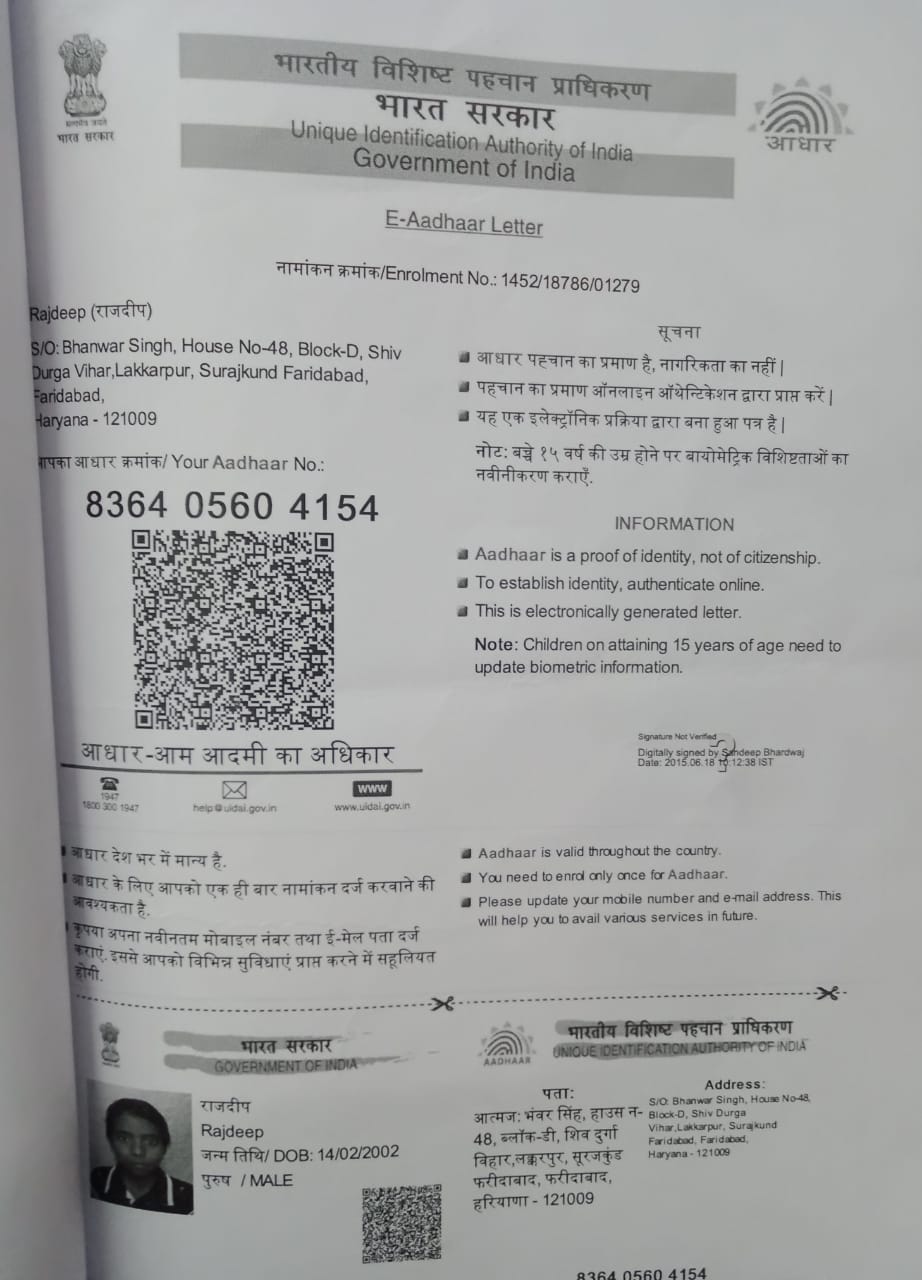 भारतीय विशिष्ट पहचान प्राधिकरण
भारत सरकार
Unique Identification Authority of India
Government of India
सत्यमेव जयते
भारत सरकार
आधार
E-Aadhaar Letter
नामांकन क्रमांक/Enrolment No.: 1452/18786/01279
Rajdeep (राजदीप)
S/O: Bhanwar Singh, House No-48, Block-D, Shiv
Durga Vihar,Lakkarpur, Surajkund Faridabad,
Faridabad,
Haryana - 121009
आपका आधार क्रमांक/ Your Aadhaar No.:
8364 0560 4154
सूचना
आधार पहचान का प्रमाण है, नागरिकता का नहीं |
पहचान का प्रमाण ऑनलाइन ऑथेन्टिकेशन द्वारा प्राप्त करें |
यह एक इलेक्ट्रॉनिक प्रक्रिया द्वारा बना हुआ पत्र है |
नोट: बच्चे १५ वर्ष की उम्र होने पर बायोमेट्रिक विशिष्टताओं का
नवीनीकरण कराएँ.
INFORMATION
Aadhaar is a proof of identity, not of citizenship.
To establish identity, authenticate online.
This is electronically generated letter.
Note: Children on attaining 15 years of age need to
update biometric information.
आधार-आम आदमी का अधिकार
1947
1800 300 1947
help@uidai.gov.in
www
www.uidai.gov.in
Signature Not Verified
Digitally signed by Sandeep Bhardwaj
Date: 2015.06.18 10:12:38 IST
आधार देश भर में मान्य है.
आधार के लिए आपको एक ही बार नामांकन दर्ज करवाने की
आवश्यकता है.
कृपया अपना नवीनतम मोबाइल नंबर तथा ई-मेल पता दर्ज
कराएं. इससे आपको विभिन्न सुविधाएं प्राप्त करने में सहूलियत
होगी.
Aadhaar is valid throughout the country.
You need to enrol only once for Aadhaar.
Please update your mobile number and e-mail address. This
will help you to avail various services in future.
भारत सरकार
GOVERNMENT OF INDIA
राजदीप
Rajdeep
जन्म तिथि/ DOB: 14/02/2002
पुरुष / MALE
AADHAAR
भारतीय विशिष्ट पहचान प्राधिकरण
UNIQUE IDENTIFICATION AUTHORITY OF INDIA
पता:
आत्मज: भंवर सिंह, हाउस न-
48, ब्लॉक-डी, शिव दुर्गा
विहार,लक्करपुर, सूरजकुंड
फरीदाबाद, फरीदाबाद,
हरियाणा - 121009
Address:
S/O: Bhanwar Singh, House No-48,
Block-D, Shiv Durga
Vihar,Lakkarpur, Surajkund
Faridabad, Faridabad,
Haryana - 121009
8364 0560 4154